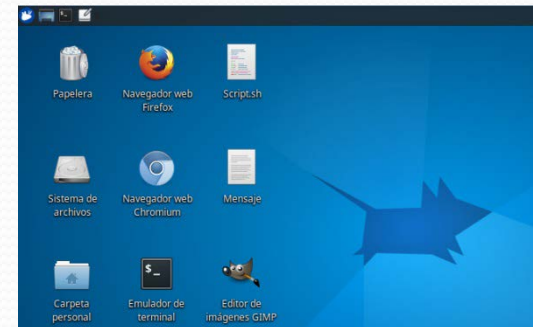 Papelera
Navegador web
Firefox
Script.sh
Sistema de
archivos
Navegador web
Chromium
Mensaje
Carpeta
personal
Emulador de
terminal
Editor de
imágenes GIMP